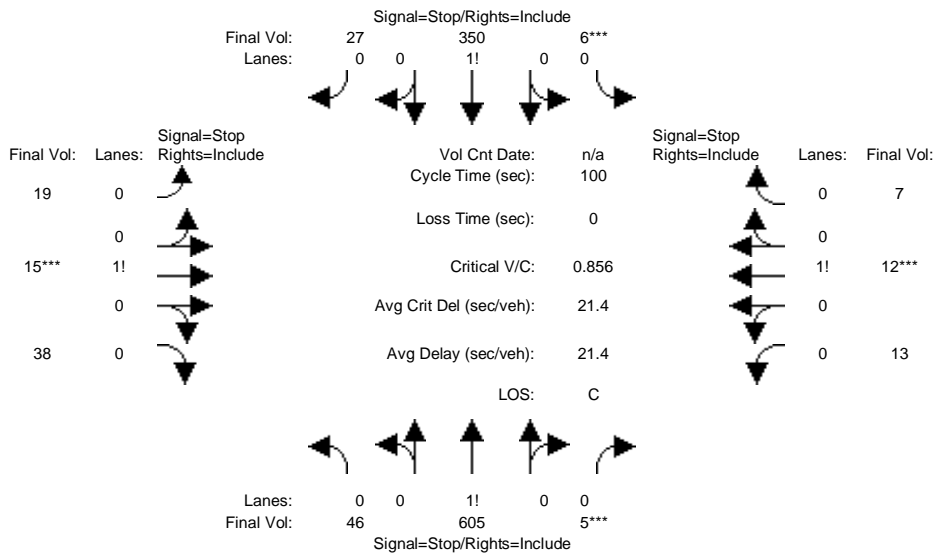 Signal=Stop/Rights=Include
Final Vol: 27 350 6***
Lanes: 0 0 1! 0 0
Signal=Stop Signal=Stop
Final Vol: Lanes: Rights=Include Vol Cnt Date: n/a Rights=Include Lanes: Final Vol:
Cycle Time (sec): 100
19 0 0 7
Loss Time (sec): 0
0 0
15*** 1! Critical V/C: 0.856 1! 12***
0 Avg Crit Del (sec/veh): 21.4 0
38 0 Avg Delay (sec/veh): 21.4 0 13
LOS: C
Lanes: 0 0 1! 0 0
Final Vol: 46 605 5***
Signal=Stop/Rights=Include